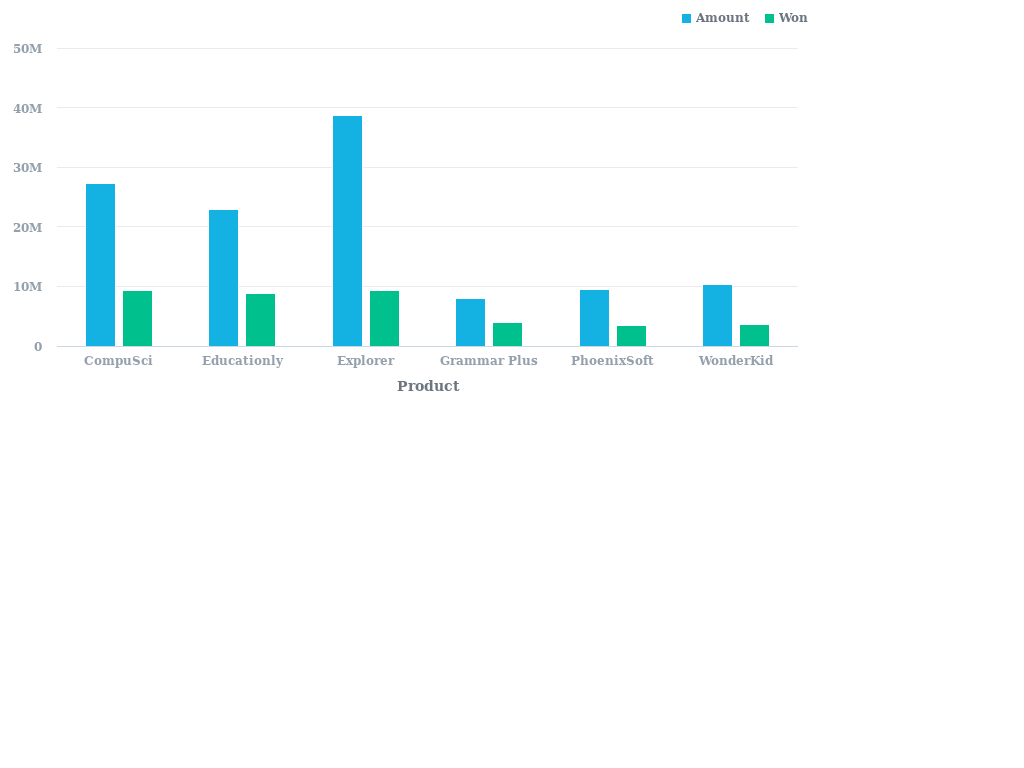 Amount Won
50M
40M
30M
20M
10M
0
CompuSci Educationly Explorer Grammar Plus PhoenixSoft WonderKid
Product